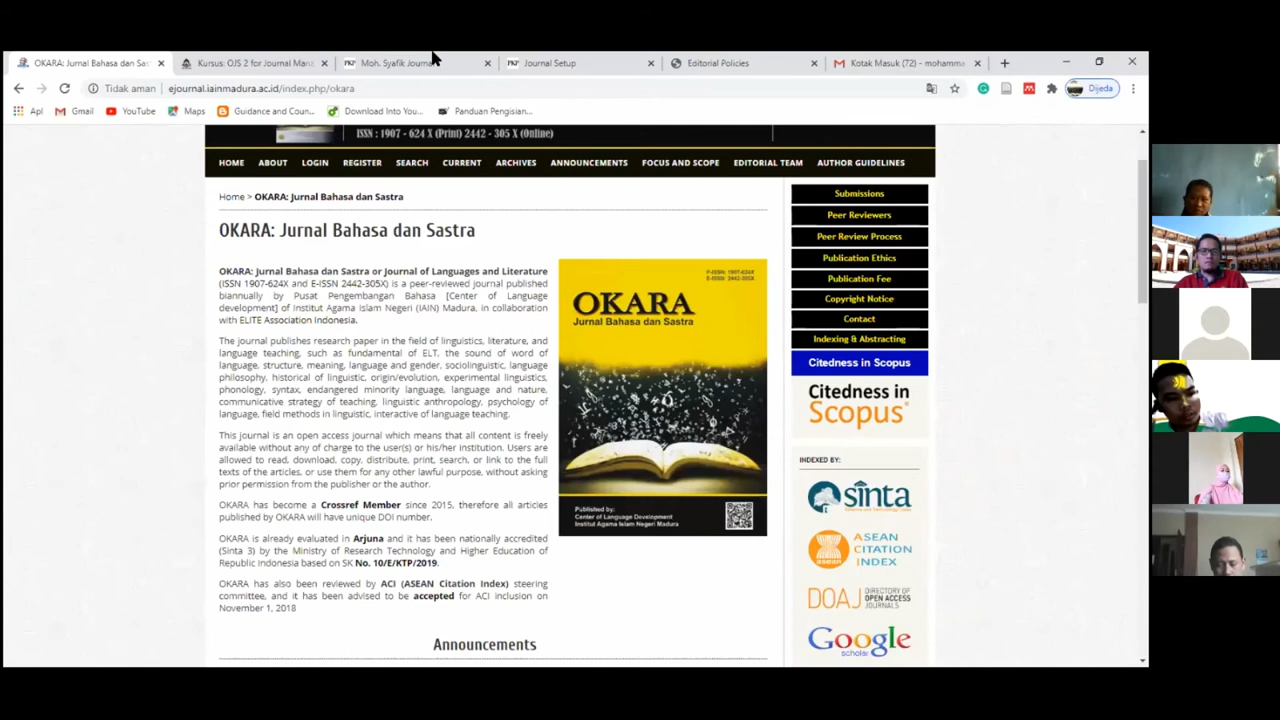 OKARA: Jurnal Bahasa dan Sas
Kursus: OJS 2 for Journal Mana
Moh. Syafik Journal
Journal Setup
Editorial Policies
Kotak Masuk (72) - mohamma
Tidak aman
ejournal.iainmadura.ac.id/index.php/okara
Dijeda
Apl
Gmail
YouTube
Maps
Guidance and Coun...
Download Into You...
Panduan Pengisian...
ISSN : 1907 - 624 X (Print) 2442 - 305 X (Online)
HOME ABOUT LOGIN REGISTER SEARCH CURRENT ARCHIVES ANNOUNCEMENTS FOCUS AND SCOPE EDITORIAL TEAM AUTHOR GUIDELINES
Home > OKARA: Jurnal Bahasa dan Sastra
OKARA: Jurnal Bahasa dan Sastra
OKARA: Jurnal Bahasa dan Sastra or Journal of Languages and Literature
(ISSN 1907-624X and E-ISSN 2442-305X) is a peer-reviewed journal published
biannually by Pusat Pengembangan Bahasa [Center of Language
development] of Institut Agama Islam Negeri (IAIN) Madura, in collaboration
with ELITE Association Indonesia.
The journal publishes research paper in the field of linguistics, literature, and
language teaching, such as fundamental of ELT, the sound of word of
language, structure, meaning, language and gender, sociolinguistic, language
philosophy, historical of linguistic, origin/evolution, experimental linguistics,
phonology, syntax, endangered minority language, language and nature,
communicative strategy of teaching, linguistic anthropology, psychology of
language, field methods in linguistic, interactive of language teaching.
This journal is an open access journal which means that all content is freely
available without any of charge to the user(s) or his/her institution. Users are
allowed to read, download, copy, distribute, print, search, or link to the full
texts of the articles, or use them for any other lawful purpose, without asking
prior permission from the publisher or the author.
OKARA has become a Crossref Member since 2015, therefore all articles
published by OKARA will have unique DOI number.
OKARA is already evaluated in Arjuna and it has been nationally accredited
(Sinta 3) by the Ministry of Research Technology and Higher Education of
Republic Indonesia based on SK No. 10/E/KTP/2019.
OKARA has also been reviewed by ACI (ASEAN Citation Index) steering
committee, and it has been advised to be accepted for ACI inclusion on
November 1, 2018
Announcements
P-ISSN: 1907-624X
E-ISSN: 2442-305X
OKARA
Jurnal Bahasa dan Sastra
Published by:
Center of Language Development
Institut Agama Islam Negeri Madura
Submissions
Peer Reviewers
Peer Review Process
Publication Ethics
Publication Fee
Copyright Notice
Contact
Indexing & Abstracting
Citedness in Scopus
Citedness in
Scopus
INDEXED BY:
sinta
ASEAN
CITATION
INDEX
DOAJ
DIRECTORY OF
OPEN ACCESS
JOURNALS
Google
scholar